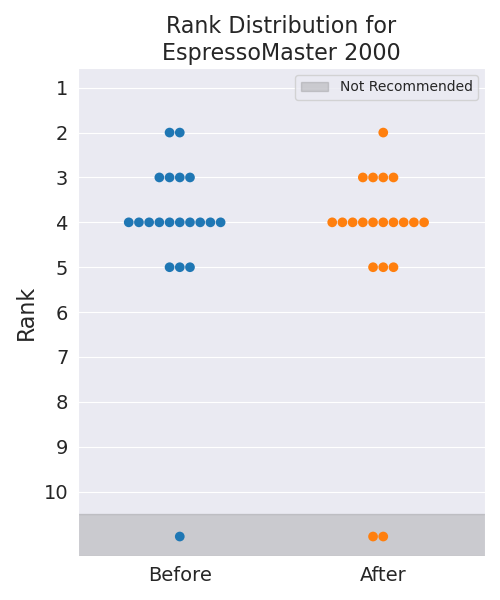 Rank Distribution for
EspressoMaster 2000
Not Recommended
1
2
3
4
5
6
7
8
9
10
Rank
Before
After